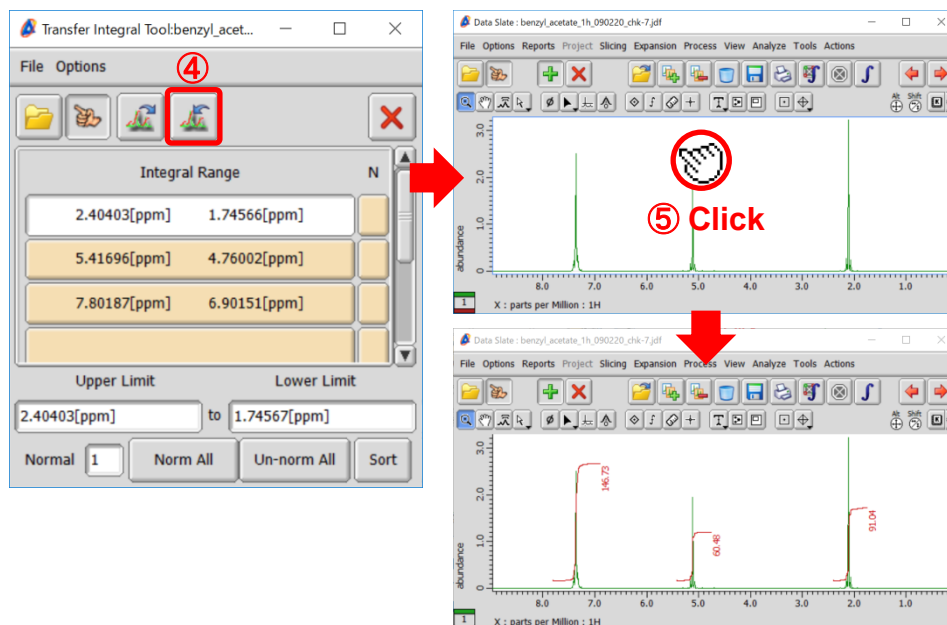 Transfer Integral Tool:benzyl_acet...
File Options
④
Integral Range N
2.40403[ppm] 1.74566[ppm]
5.41696[ppm] 4.76002[ppm]
7.80187[ppm] 6.90151[ppm]
Upper Limit Lower Limit
2.40403[ppm] to 1.74567[ppm]
Normal 1 Norm All Un-norm All Sort
Data Slate : benzyl_acetate_1h_090220_chk-7.jdf
File Options Reports Project Slicing Expansion Process View Analyze Tools Actions
Alt Shift
⑤ Click
abundance
0 1.0 2.0 3.0
8.0 7.0 6.0 5.0 4.0 3.0 2.0 1.0
1 X : parts per Million : 1H
Data Slate : benzyl_acetate_1h_090220_chk-7.jdf
File Options Reports Project Slicing Expansion Process View Analyze Tools Actions
Alt Shift
146.73
60.48
91.04
abundance
0 1.0 2.0 3.0
8.0 7.0 6.0 5.0 4.0 3.0 2.0 1.0
1 X : parts per Million : 1H